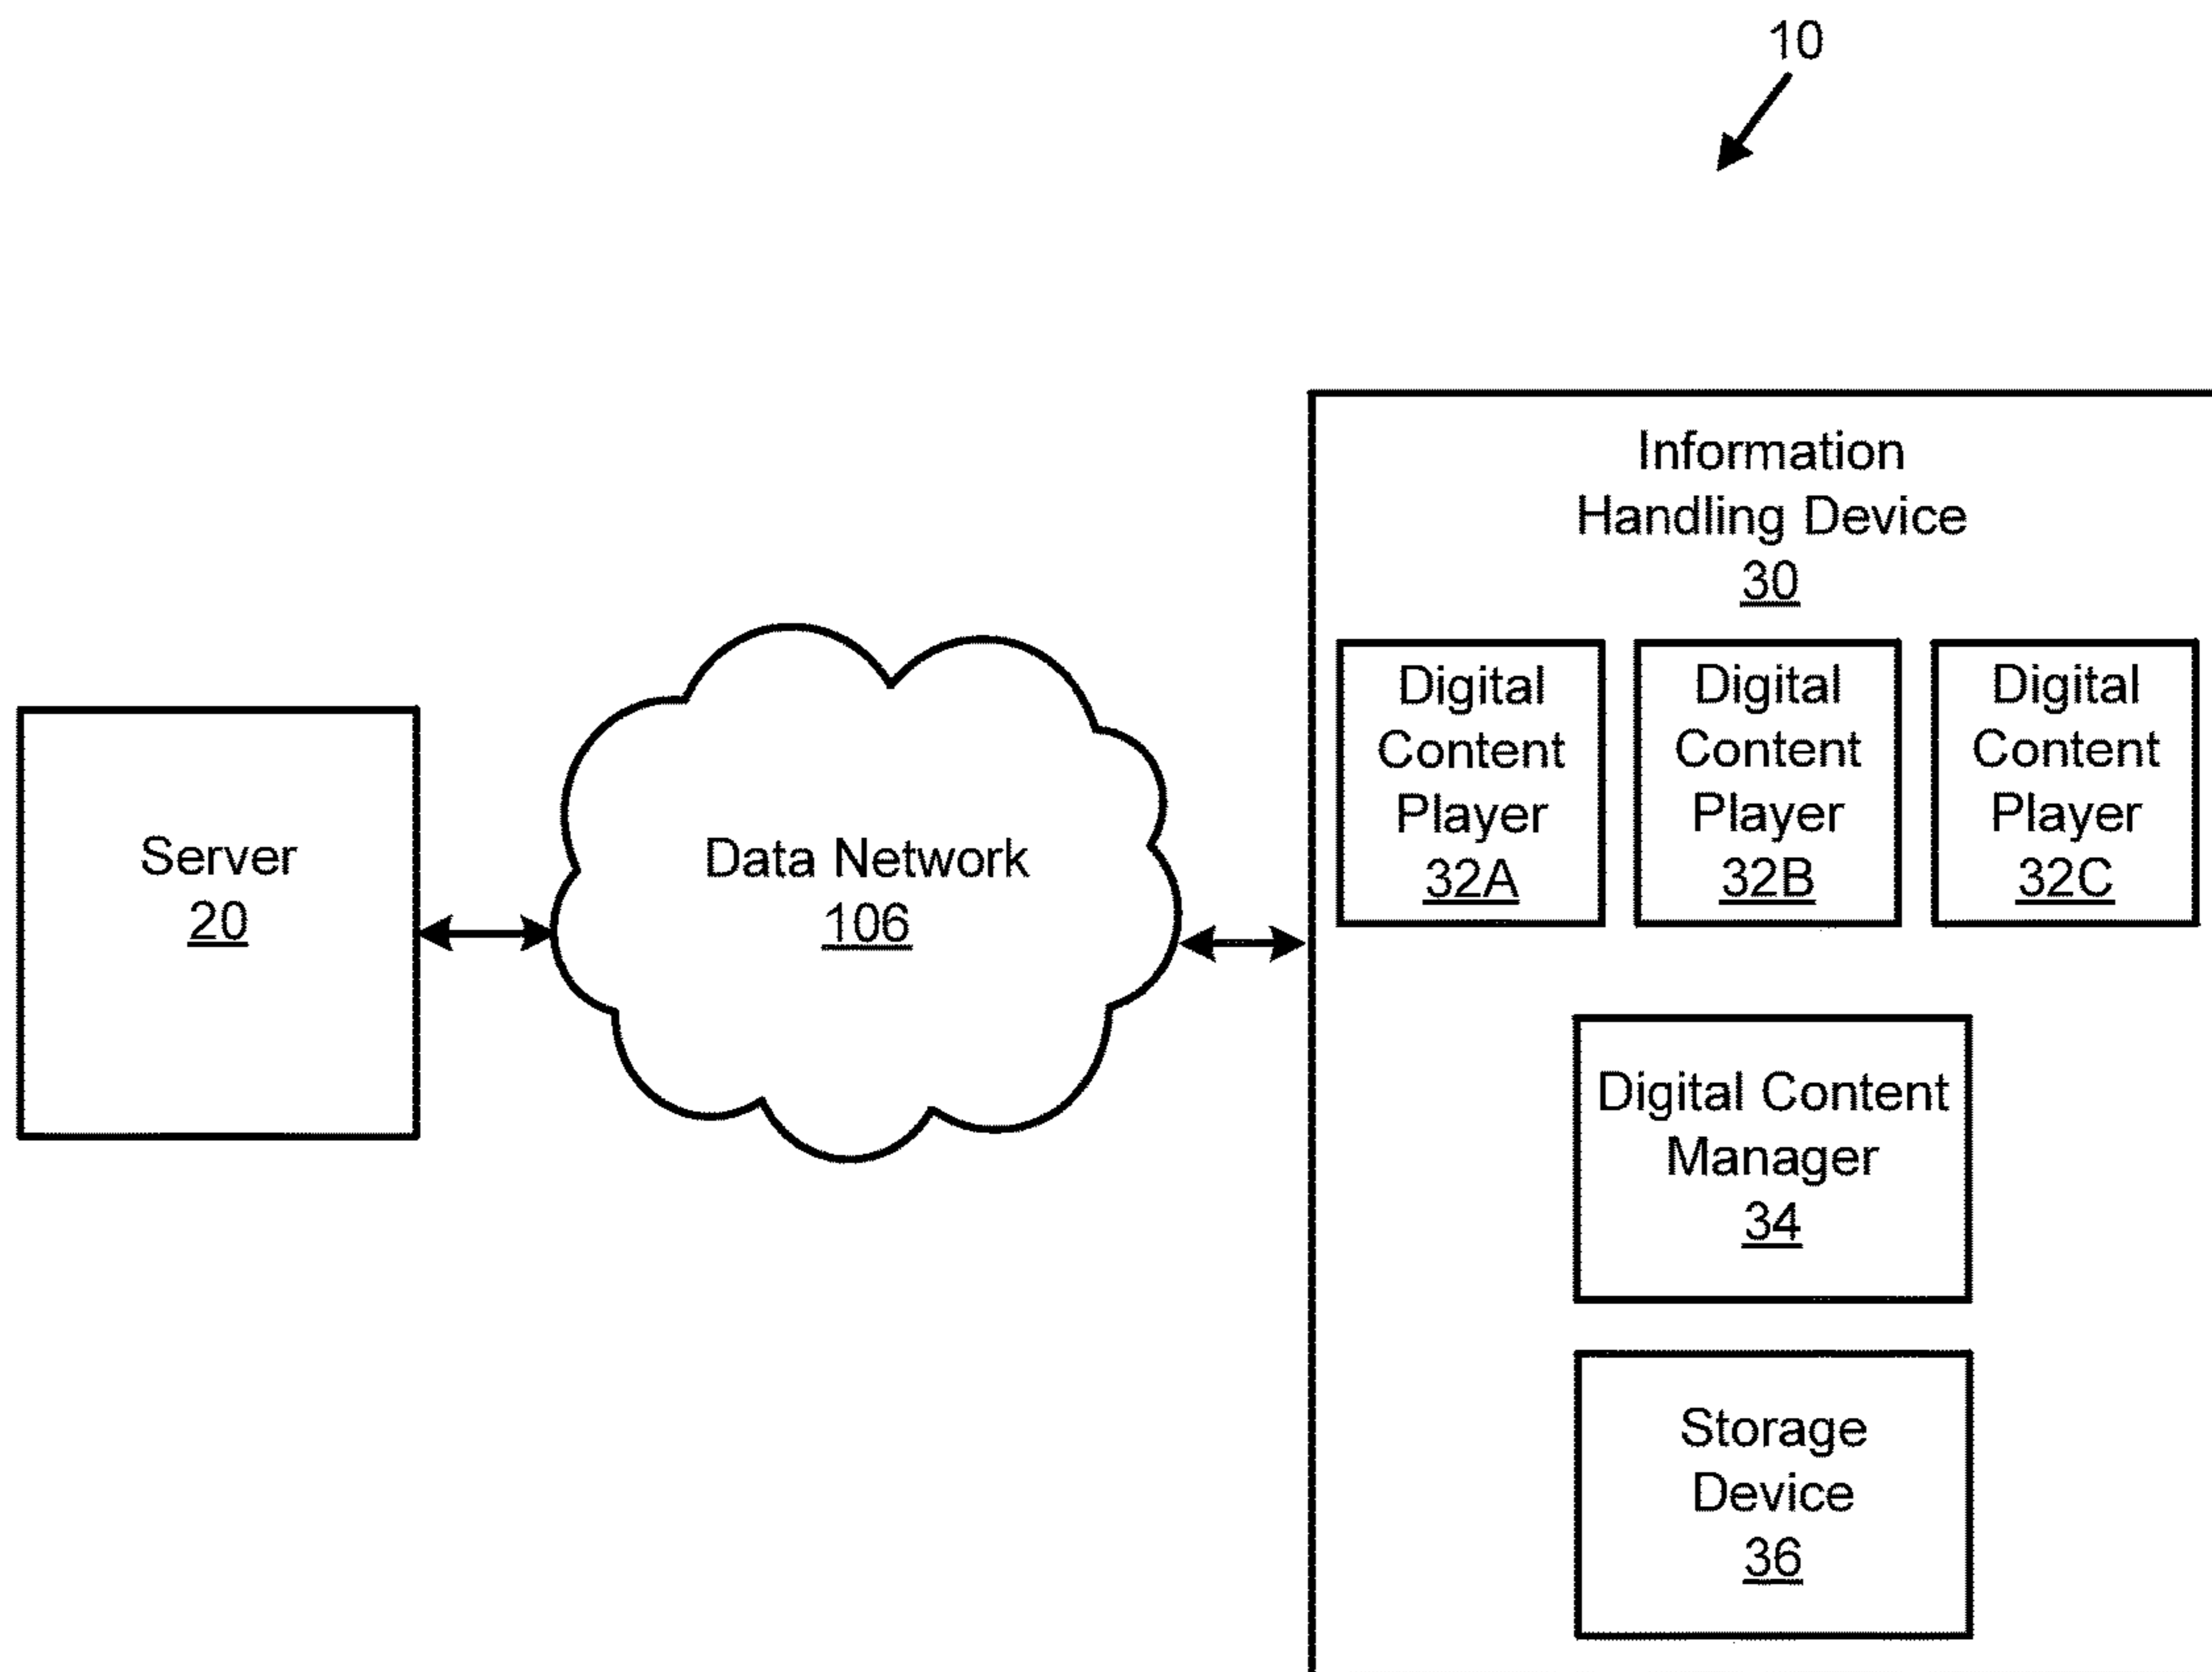 10
Information
Handling Device
30
Digital
Content
Player
32A
Digital
Content
Player
32B
Digital
Content
Player
32C
Server
20
Data Network
106
Digital Content
Manager
34
Storage
Device
36